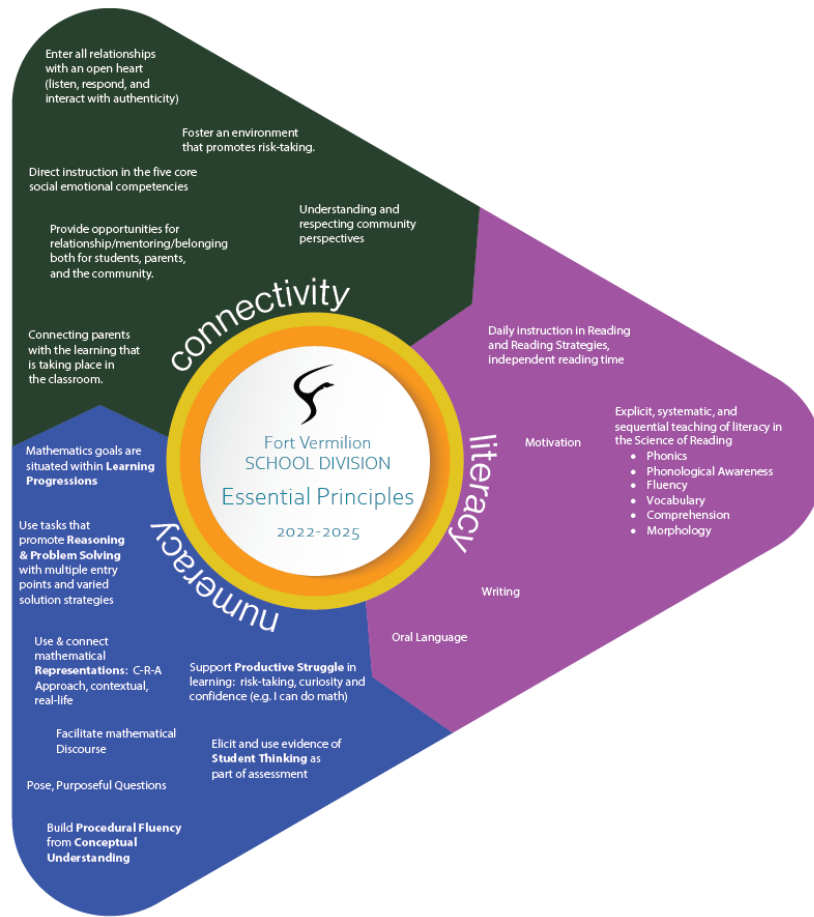 Enter all relationships
with an open heart
(listen, respond, and
interact with authenticity)
Foster an environment
that promotes risk-taking.
Direct instruction in the five core
social emotional competencies
Understanding and
respecting community
perspectives
Provide opportunities for
relationship/mentoring/belonging
both for students, parents,
and the community.
Connecting parents
with the learning that
is taking place in
the classroom.
connectivity
Daily instruction in Reading
and Reading Strategies,
independent reading time
Motivation
Explicit, systematic, and
sequential teaching of literacy in
the Science of Reading
• Phonics
• Phonological Awareness
• Fluency
• Vocabulary
• Comprehension
• Morphology
Writing
Oral Language
literacy
Fort Vermilion
SCHOOL DIVISION
Essential Principles
2022-2025
numeracy
Mathematics goals are
situated within Learning
Progressions
Use tasks that
promote Reasoning
& Problem Solving
with multiple entry
points and varied
solution strategies
Use & connect
mathematical
Representations: C-R-A
Approach, contextual,
real-life
Support Productive Struggle in
learning: risk-taking, curiosity and
confidence (e.g. I can do math)
Facilitate mathematical
Discourse
Elicit and use evidence of
Student Thinking as
part of assessment
Pose, Purposeful Questions
Build Procedural Fluency
from Conceptual
Understanding